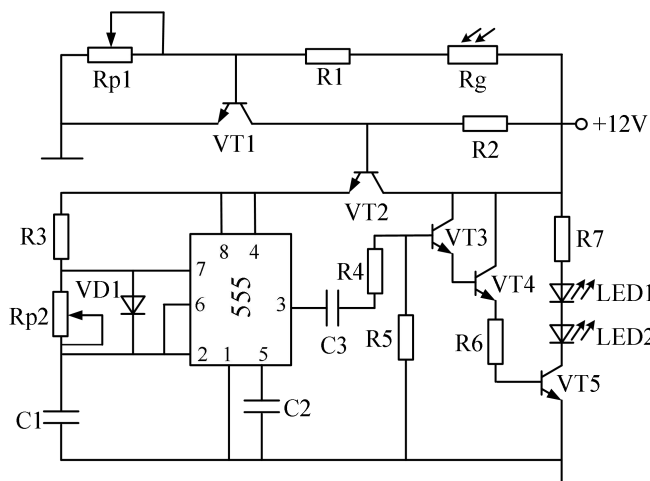 Rp1
R1
Rg
VT1
R2
+12V
VT2
R3
8
4
VT3
R7
7
VD1
555
R4
VT4
LED1
6
3
Rp2
C3
R5
R6
LED2
2
1
5
VT5
C1
C2